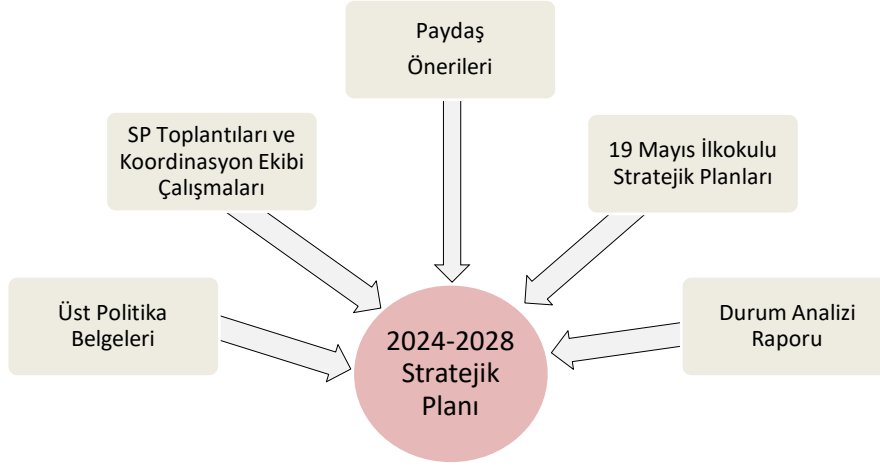 Paydaş
Önerileri
SP Toplantıları ve
Koordinasyon Ekibi
Çalışmaları
19 Mayıs İlkokulu
Stratejik Planları
Üst Politika
Belgeleri
Durum Analizi
Raporu
2024-2028
Stratejik
Planı